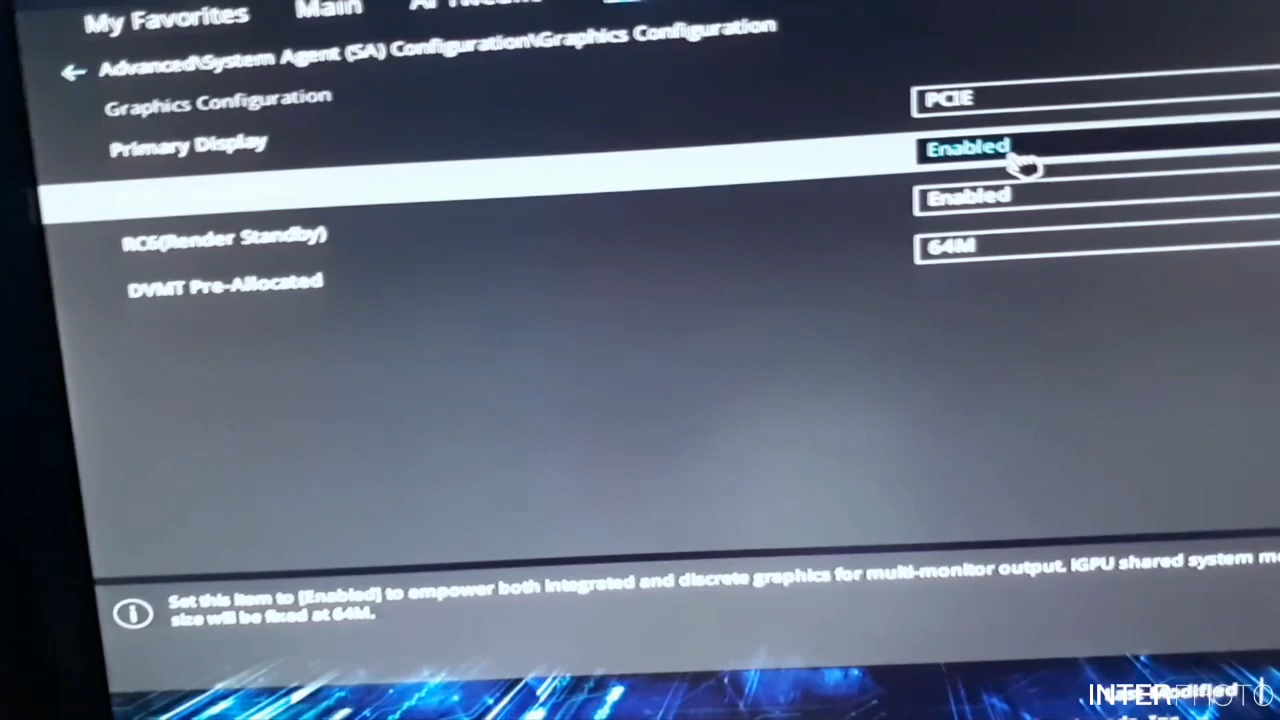 My Favorites Main
Advanced\System Agent (SA) Configuration\Graphics Configuration
Graphics Configuration
Primary Display PCIE
Enabled
RC6(Render Standby) Enabled
DVMT Pre-Allocated 64M
Set this item to [Enabled] to empower both integrated and discrete graphics for multi-monitor output. iGPU shared system
size will be fixed at 64M.
INTERPHOTO